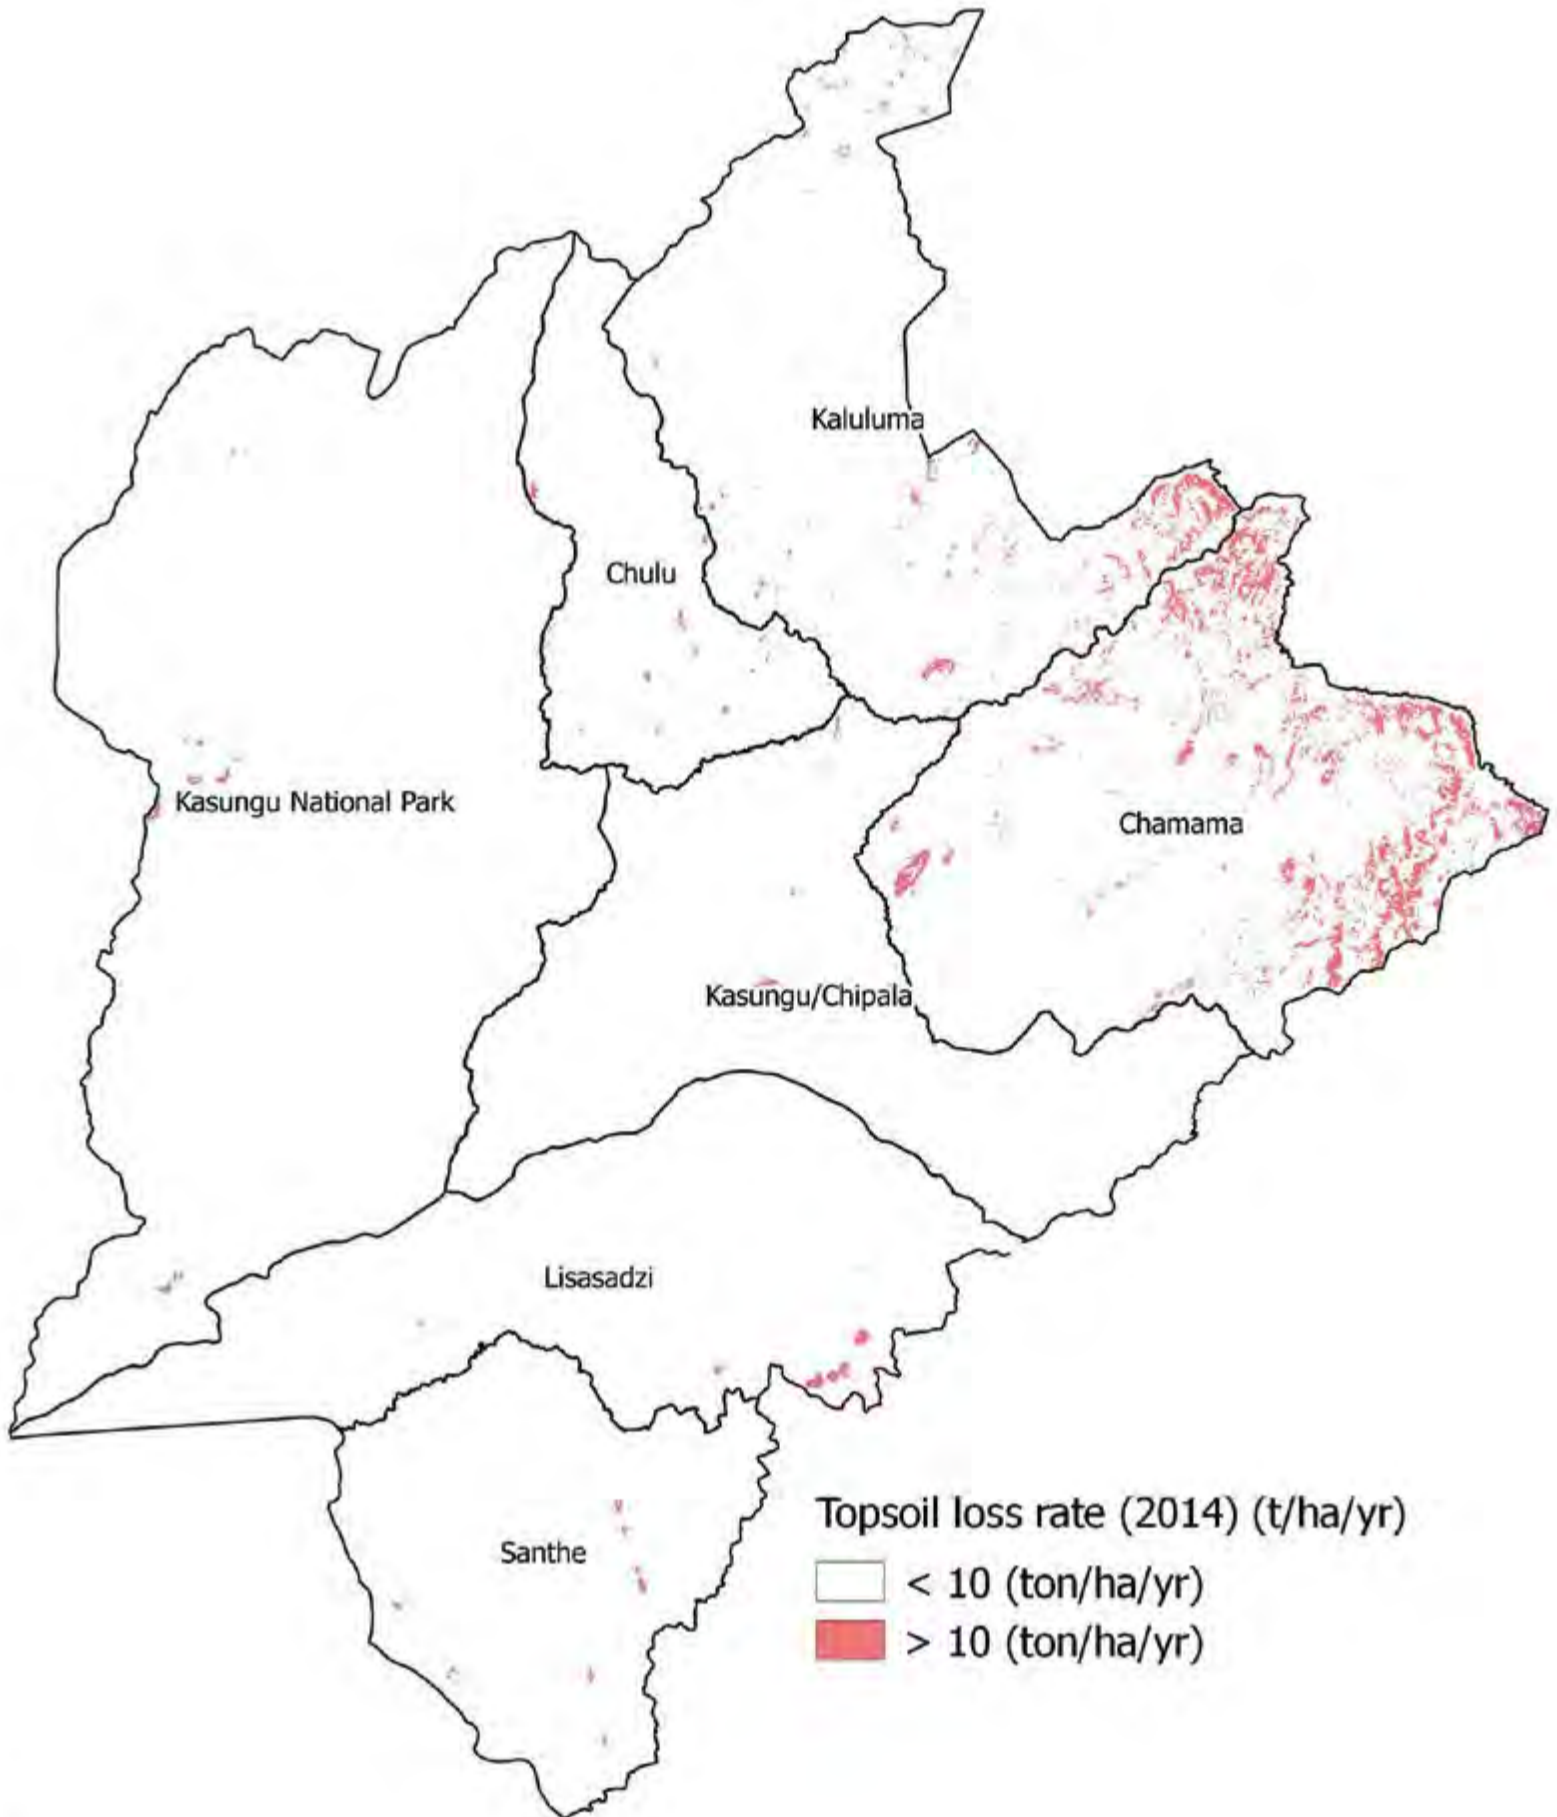 Kaluluma
Chulu
Kasungu National Park
Chamama
Kasungu/Chipala
Lisasadzi
Santhe
Topsoil loss rate (2014) (t/ha/yr)
< 10 (ton/ha/yr)
> 10 (ton/ha/yr)